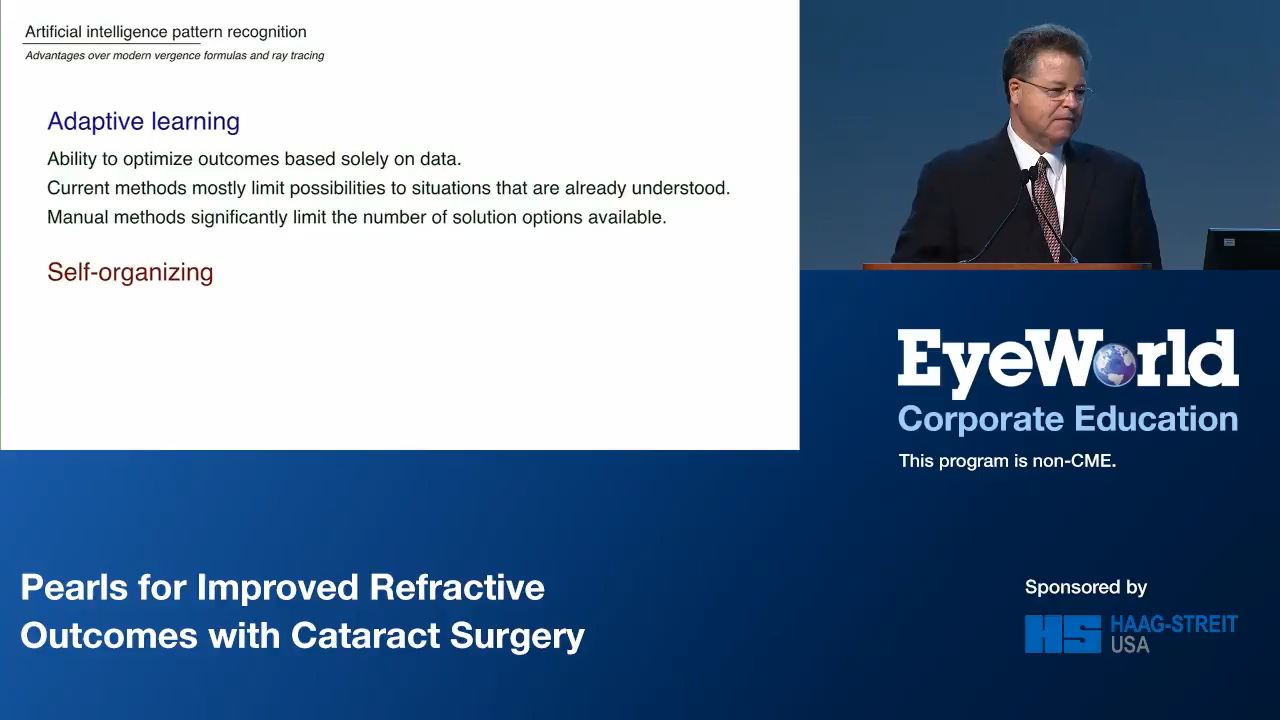 Artificial intelligence pattern recognition
Advantages over modern vergence formulas and ray tracing
Adaptive learning
Ability to optimize outcomes based solely on data.
Current methods mostly limit possibilities to situations that are already understood.
Manual methods significantly limit the number of solution options available.
Self-organizing
EyeWorld
Corporate Education
This program is non-CME.
Pearls for Improved Refractive
Outcomes with Cataract Surgery
Sponsored by
HS HAAG-STREIT
USA